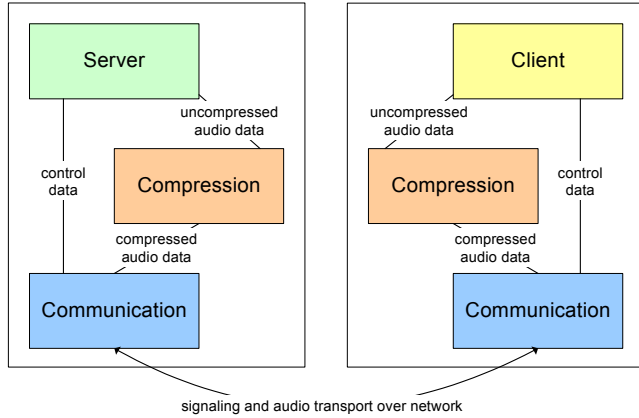 Server
uncompressed
audio data
control
data
Compression
compressed
audio data
Communication
Client
uncompressed
audio data
control
data
Compression
compressed
audio data
Communication
signaling and audio transport over network